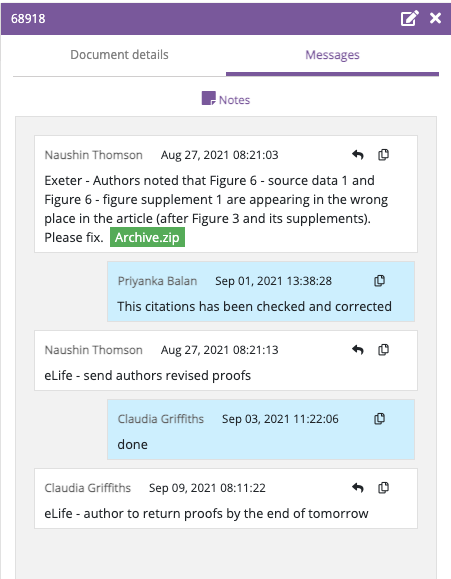 68918
Document details
Messages
Notes
Naushin Thomson Aug 27, 2021 08:21:03
Exeter - Authors noted that Figure 6 - source data 1 and
Figure 6 - figure supplement 1 are appearing in the wrong
place in the article (after Figure 3 and its supplements).
Please fix. Archive.zip
Priyanka Balan Sep 01, 2021 13:38:28
This citations has been checked and corrected
Naushin Thomson Aug 27, 2021 08:21:13
eLife - send authors revised proofs
Claudia Griffiths Sep 03, 2021 11:22:06
done
Claudia Griffiths Sep 09, 2021 08:11:22
eLife - author to return proofs by the end of tomorrow